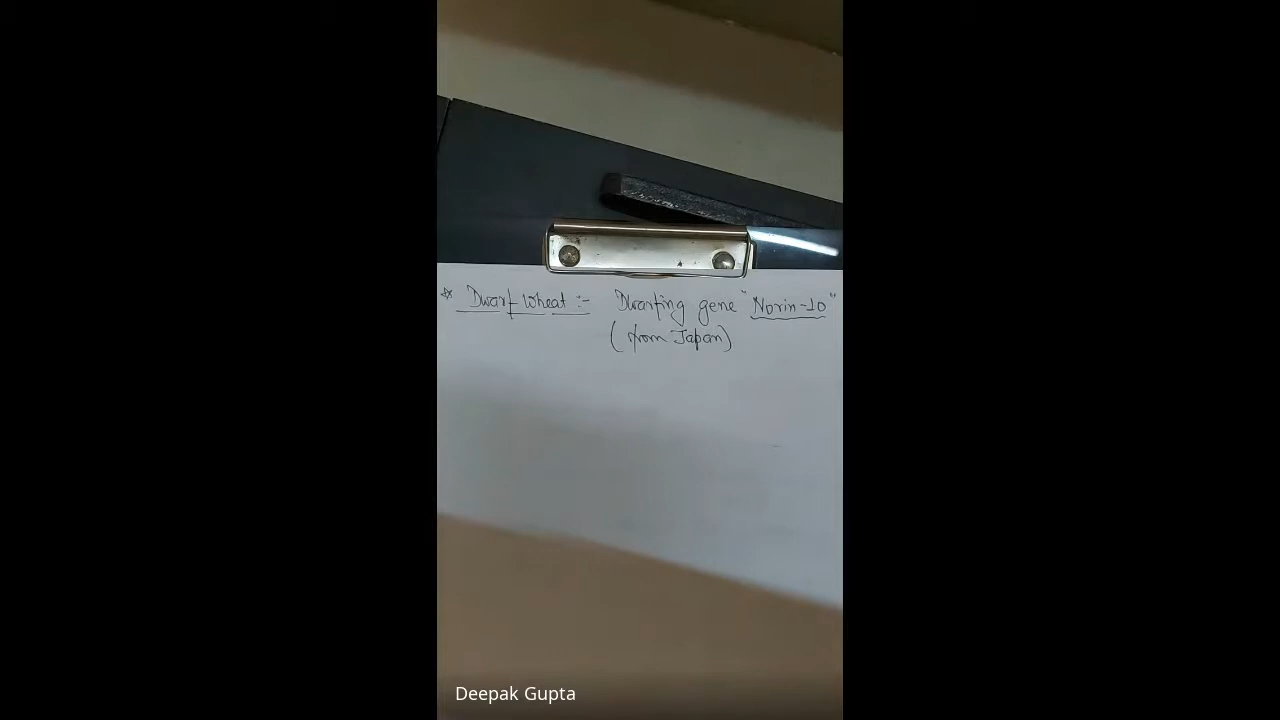 ☆ Dwarf Wheat :- Dwarfing gene "Norin-10"
(from Japan)
Deepak Gupta